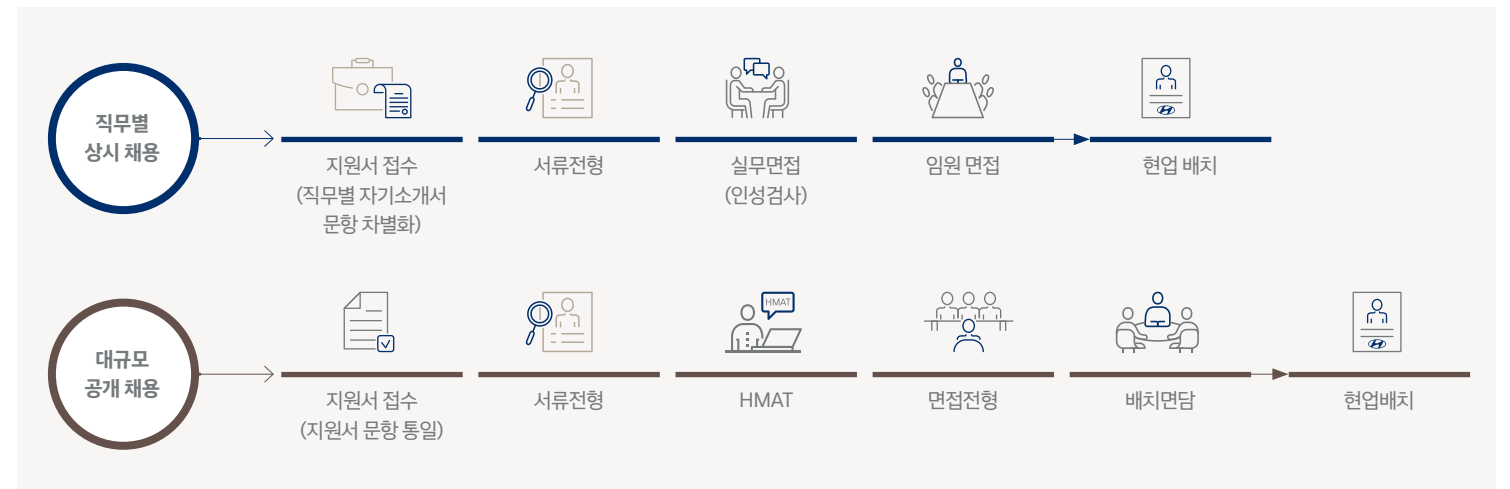 직무별
상시 채용
지원서 접수
(직무별 자기소개서
문항 차별화)
서류전형
실무면접
(인성검사)
임원 면접
현업 배치
대규모
공개 채용
지원서 접수
(지원서 문항 통일)
서류전형
HMAT
HMAT
면접전형
배치면담
현업배치